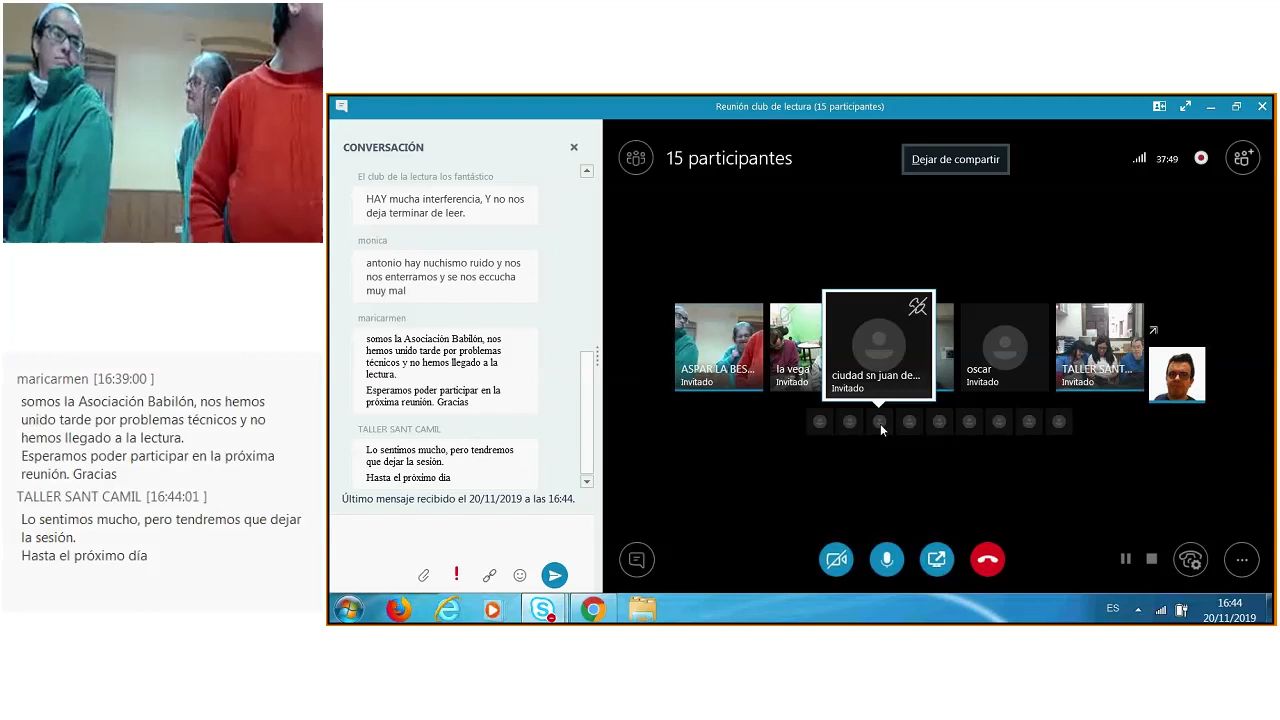 Reunión club de lectura (15 participantes)
CONVERSACIÓN
El club de la lectura los fantástico
HAY mucha interferencia, Y no nos
deja terminar de leer.
monica
antonio hay nuchismo ruido y nos
nos enterramos y se nos eccucha
muy mal
maricarmen
somos la Asociación Babilón, nos
hemos unido tarde por problemas
técnicos y no hemos llegado a la
lectura.
Esperamos poder participar en la
próxima reunión. Gracias
TALLER SANT CAMIL
Lo sentimos mucho, pero tendremos
que dejar la sesión.
Hasta el próximo dia
Último mensaje recibido el 20/11/2019 a las 16:44.
15 participantes
Dejar de compartir
37:49
ASPAR LA BES...
Invitado
la vega
Invitado
ciudad sn juan de...
Invitado
oscar
Invitado
TALLER SANT...
Invitado
maricarmen [16:39:00 ]
somos la Asociación Babilón, nos hemos
unido tarde por problemas técnicos y no
hemos llegado a la lectura.
Esperamos poder participar en la próxima
reunión. Gracias
TALLER SANT CAMIL [16:44:01 ]
Lo sentimos mucho, pero tendremos que dejar
la sesión.
Hasta el próximo día
ES
16:44
20/11/2019